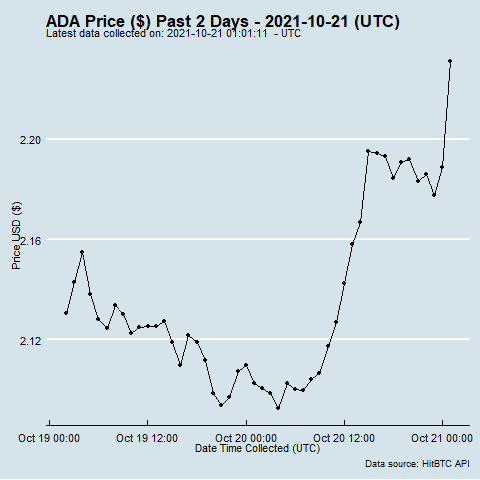 ADA Price ($) Past 2 Days - 2021-10-21 (UTC)
Latest data collected on: 2021-10-21 01:01:11 - UTC
Price USD ($)
2.20
2.16
2.12
Oct 19 00:00 Oct 19 12:00 Oct 20 00:00 Oct 20 12:00 Oct 21 00:00
Date Time Collected (UTC)
Data source: HitBTC API